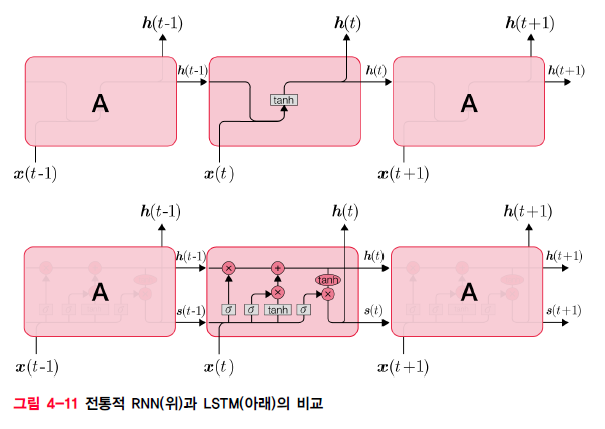 h(t-1) h(t) h(t+1)
h(t-1) h(t) h(t+1)
A tanh A
x(t-1) x(t) x(t+1)
h(t-1) h(t) h(t+1)
h(t-1) × + h(t) h(t+1)
tanh
A × × A
σ σ tanh σ
s(t-1) s(t) s(t+1)
x(t-1) x(t) x(t+1)
그림 4-11 전통적 RNN(위)과 LSTM(아래)의 비교